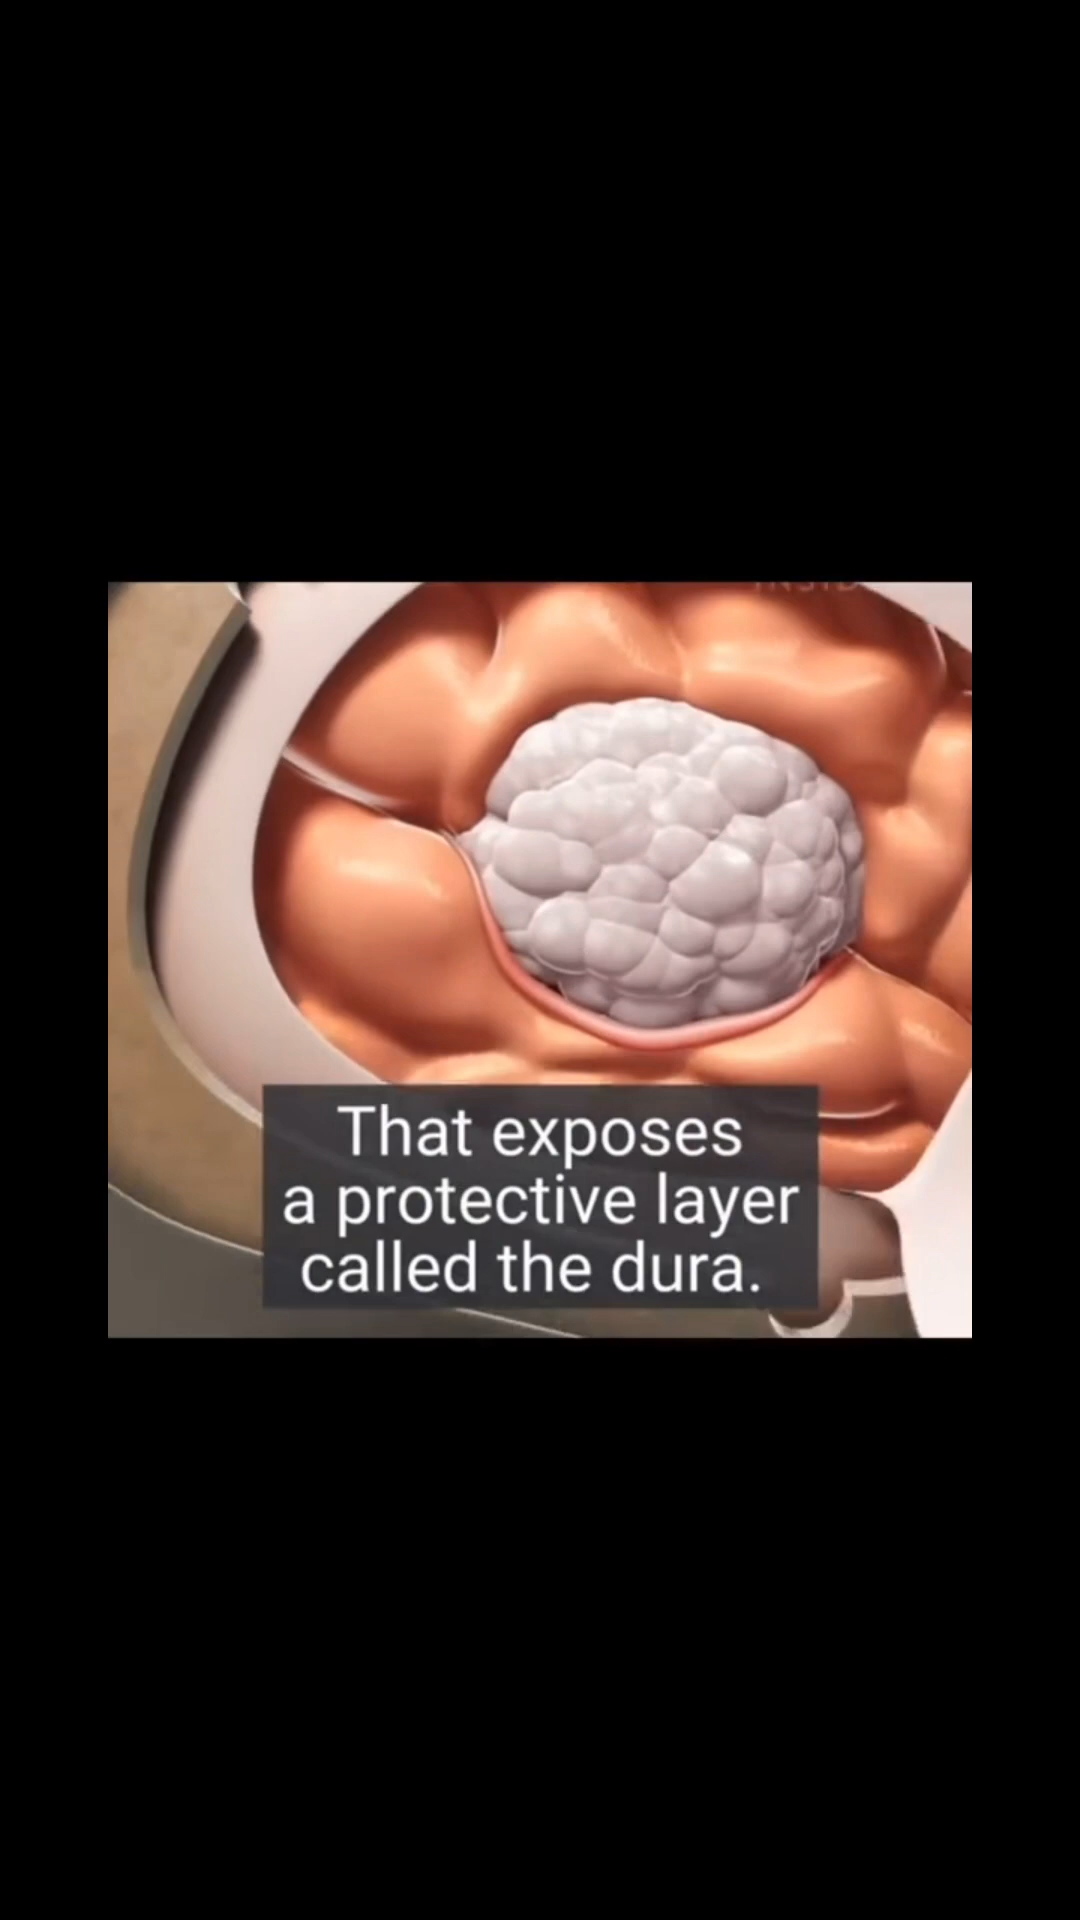 That exposes
a protective layer
called the dura.